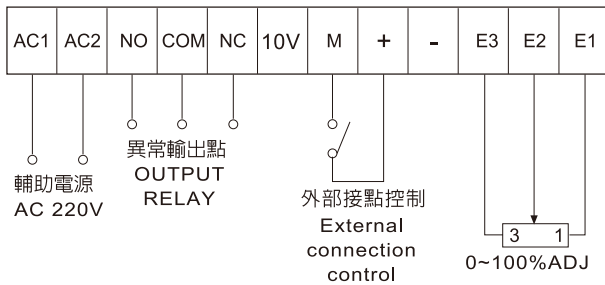 AC1 AC2 NO COM NC 10V M + - E3 E2 E1
輔助電源
AC 220V
異常輸出點
OUTPUT
RELAY
外部接點控制
External
connection
control
3 1
0~100%ADJ